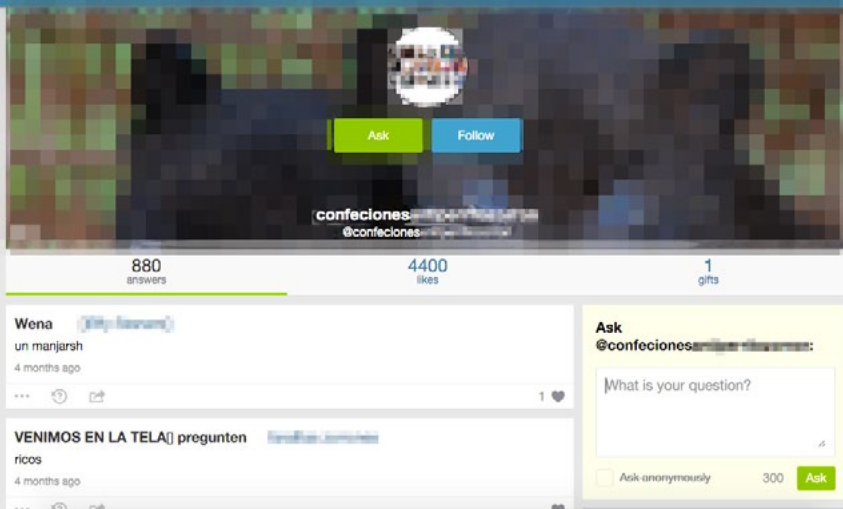 Ask
Follow
confeciones
@confeciones
880
answers
4400
likes
1
gifts
Wena
un manjarsh
4 months ago
1
VENIMOS EN LA TELA() pregunten
ricos
4 months ago
Ask
@confeciones :
What is your question?
Ask anonymously
300
Ask